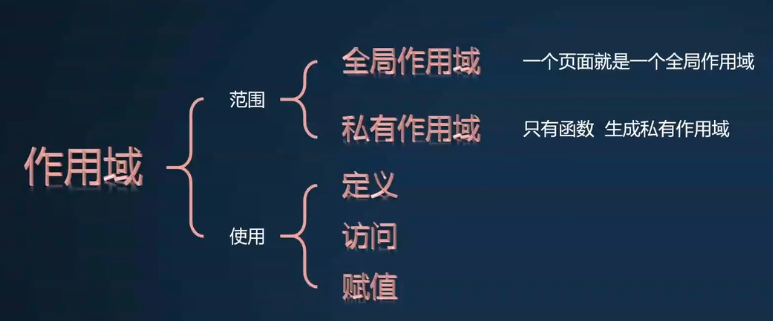 作用域
范围
全局作用域 一个页面就是一个全局作用域
私有作用域 只有函数 生成私有作用域
使用
定义
访问
赋值